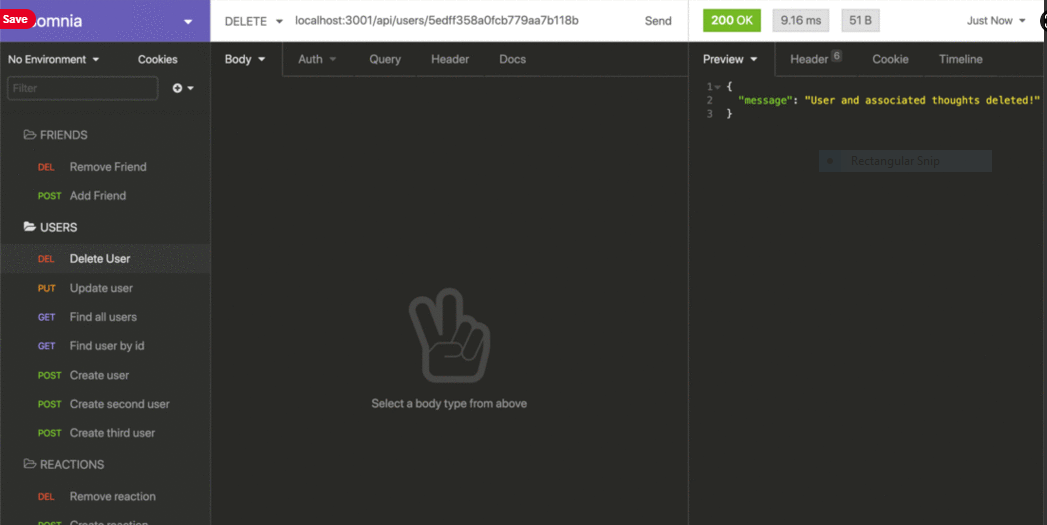 Save
omnia
DELETE
localhost:3001/api/users/5edff358a0fcb779aa7b118b
Send
200 OK
9.16 ms
51 B
Just Now
No Environment
Cookies
Body
Auth
Query
Header
Docs
Preview
Header 6
Cookie
Timeline
Filter
1 {
2 "message": "User and associated thoughts deleted!"
3 }
Rectangular Snip
FRIENDS
DEL Remove Friend
POST Add Friend
USERS
DEL Delete User
PUT Update user
GET Find all users
GET Find user by id
POST Create user
POST Create second user
POST Create third user
REACTIONS
DEL Remove reaction
POST Create reaction
Select a body type from above